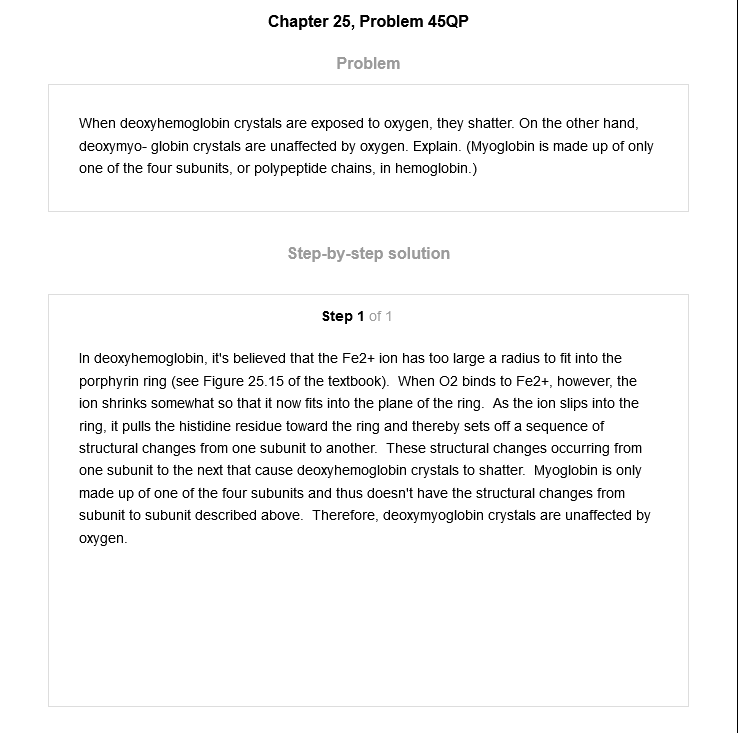 Chapter 25, Problem 45QP
Problem
When deoxyhemoglobin crystals are exposed to oxygen, they shatter. On the other hand,
deoxymyo- globin crystals are unaffected by oxygen. Explain. (Myoglobin is made up of only
one of the four subunits, or polypeptide chains, in hemoglobin.)
Step-by-step solution
Step 1 of 1
In deoxyhemoglobin, it's believed that the Fe2+ ion has too large a radius to fit into the
porphyrin ring (see Figure 25.15 of the textbook).  When O2 binds to Fe2+, however, the
ion shrinks somewhat so that it now fits into the plane of the ring.  As the ion slips into the
ring, it pulls the histidine residue toward the ring and thereby sets off a sequence of
structural changes from one subunit to another.  These structural changes occurring from
one subunit to the next that cause deoxyhemoglobin crystals to shatter.  Myoglobin is only
made up of one of the four subunits and thus doesn't have the structural changes from
subunit to subunit described above.  Therefore, deoxymyoglobin crystals are unaffected by
oxygen.